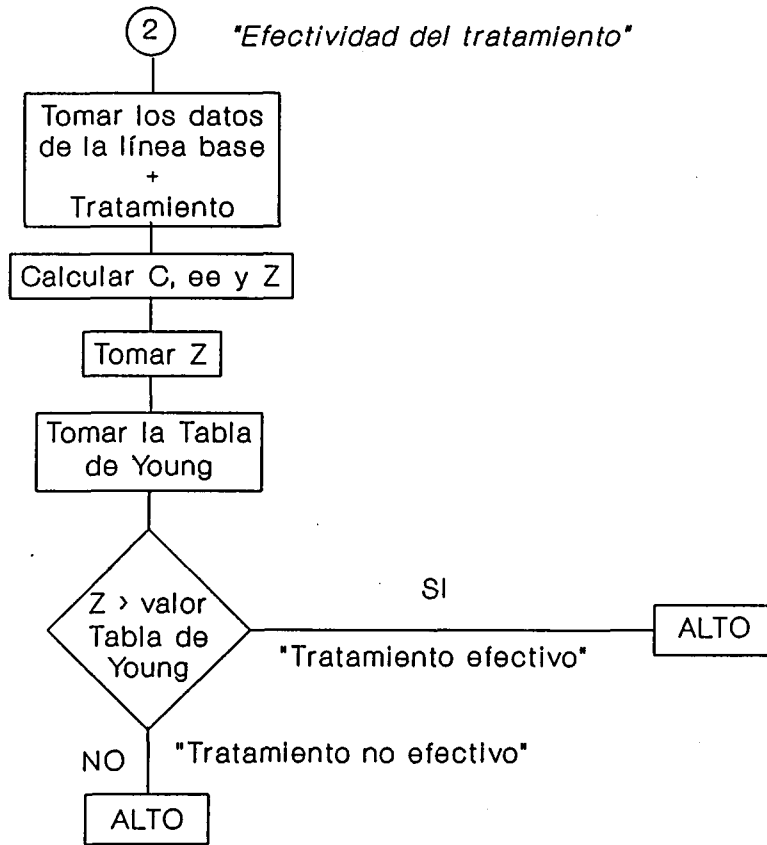 2
"Efectividad del tratamiento"
Tomar los datos
de la línea base
+
Tratamiento
Calcular C, ee y Z
Tomar Z
Tomar la Tabla
de Young
Z > valor
Tabla de
Young
SI
"Tratamiento efectivo"
ALTO
NO
"Tratamiento no efectivo"
ALTO